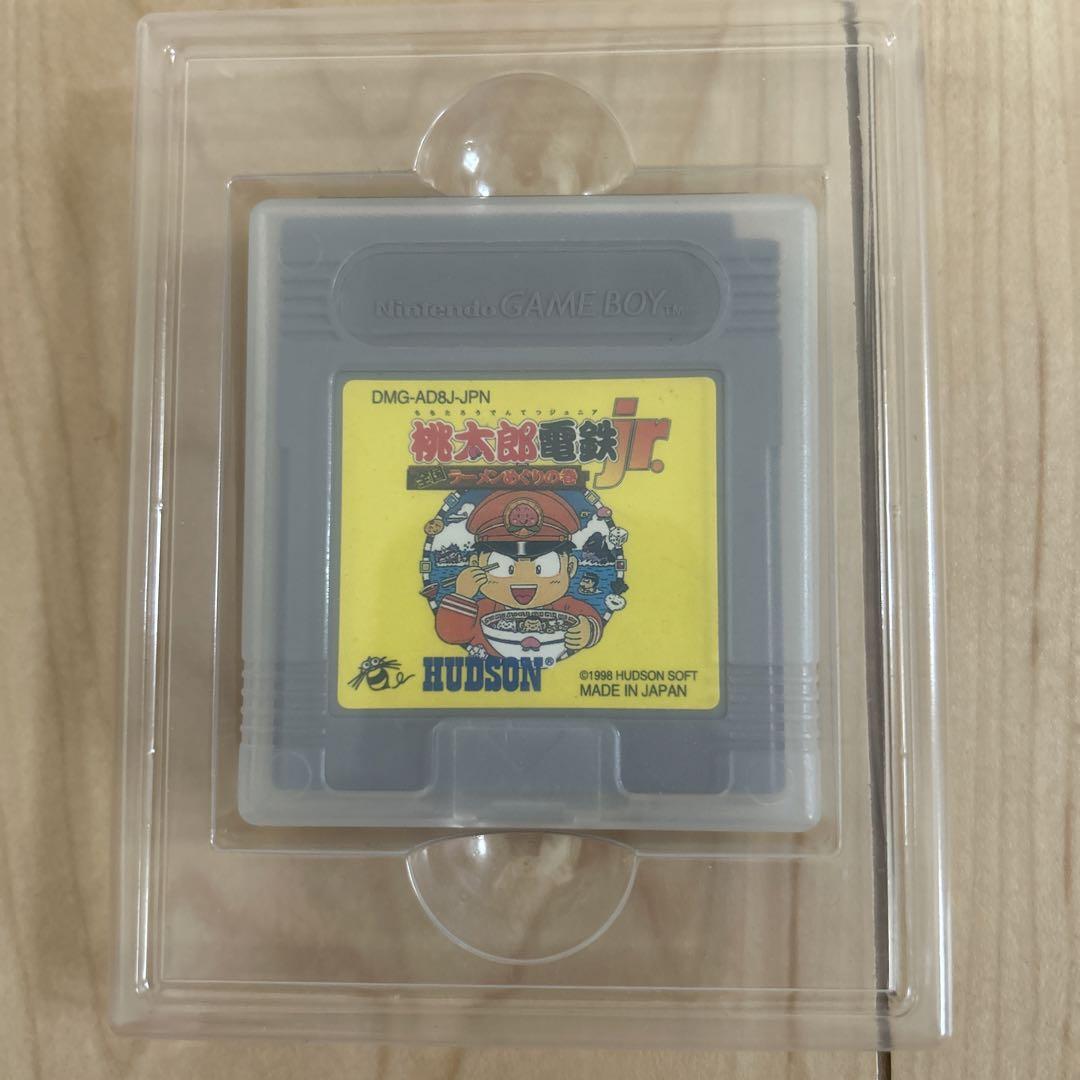 Nintendo GAME BOY TM
DMG-AD8J-JPN
ももたろうでんてつジュニア
桃太郎電鉄jr.
全国ラーメンめぐりの巻
HUDSON®
©1998 HUDSON SOFT
MADE IN JAPAN